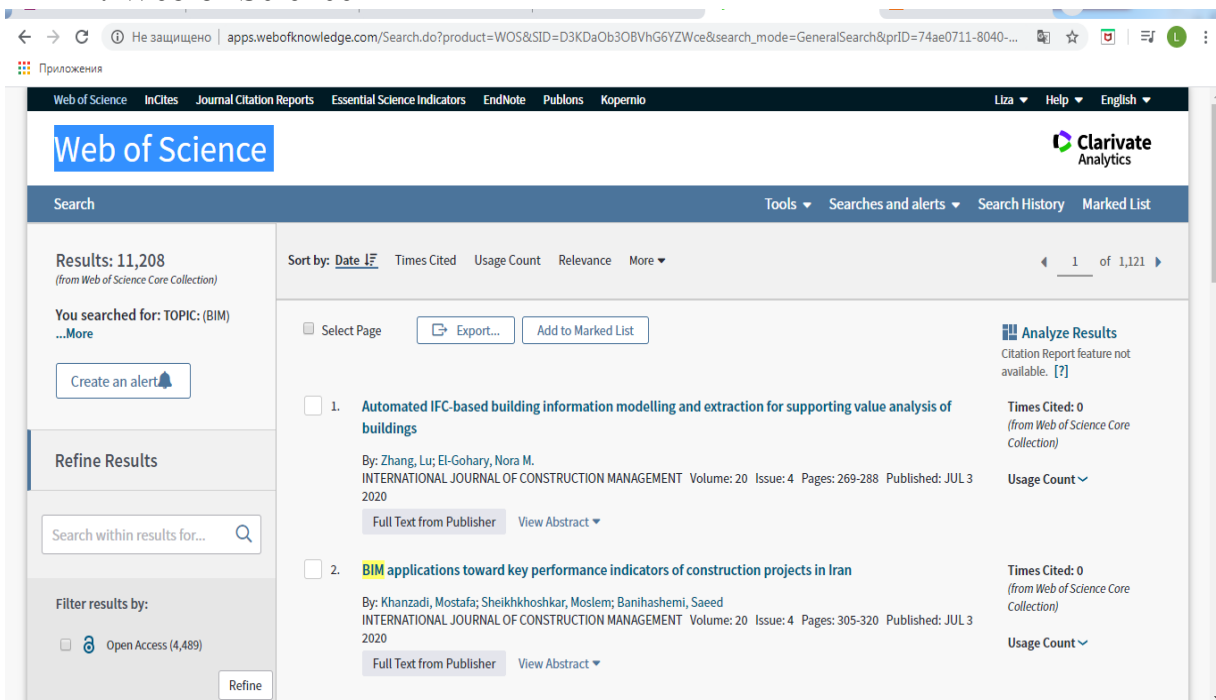 Не защищено apps.webofknowledge.com/Search.do?product=WOS&SID=D3KDaOb3OBVhG6YZWce&search_mode=GeneralSearch&prID=74ae0711-8040-... L
Приложения
Web of Science InCites Journal Citation Reports Essential Science Indicators EndNote Publons Kopernio Liza Help English
Web of Science
Clarivate
Analytics
Search Tools Searches and alerts Search History Marked List
Results: 11,208
(from Web of Science Core Collection)
You searched for: TOPIC: (BIM)
...More
Create an alert
Refine Results
Search within results for...
Filter results by:
Open Access (4,489)
Refine
Sort by: Date Times Cited Usage Count Relevance More 1 of 1,121
Select Page Export... Add to Marked List
Analyze Results
Citation Report feature not
available. [?]
1. Automated IFC-based building information modelling and extraction for supporting value analysis of
buildings
By: Zhang, Lu; El-Gohary, Nora M.
INTERNATIONAL JOURNAL OF CONSTRUCTION MANAGEMENT Volume: 20 Issue: 4 Pages: 269-288 Published: JUL 3
2020
Full Text from Publisher View Abstract
Times Cited: 0
(from Web of Science Core
Collection)
Usage Count
2. BIM applications toward key performance indicators of construction projects in Iran
By: Khanzadi, Mostafa; Sheikhkhoshkar, Moslem; Banihashemi, Saeed
INTERNATIONAL JOURNAL OF CONSTRUCTION MANAGEMENT Volume: 20 Issue: 4 Pages: 305-320 Published: JUL 3
2020
Full Text from Publisher View Abstract
Times Cited: 0
(from Web of Science Core
Collection)
Usage Count